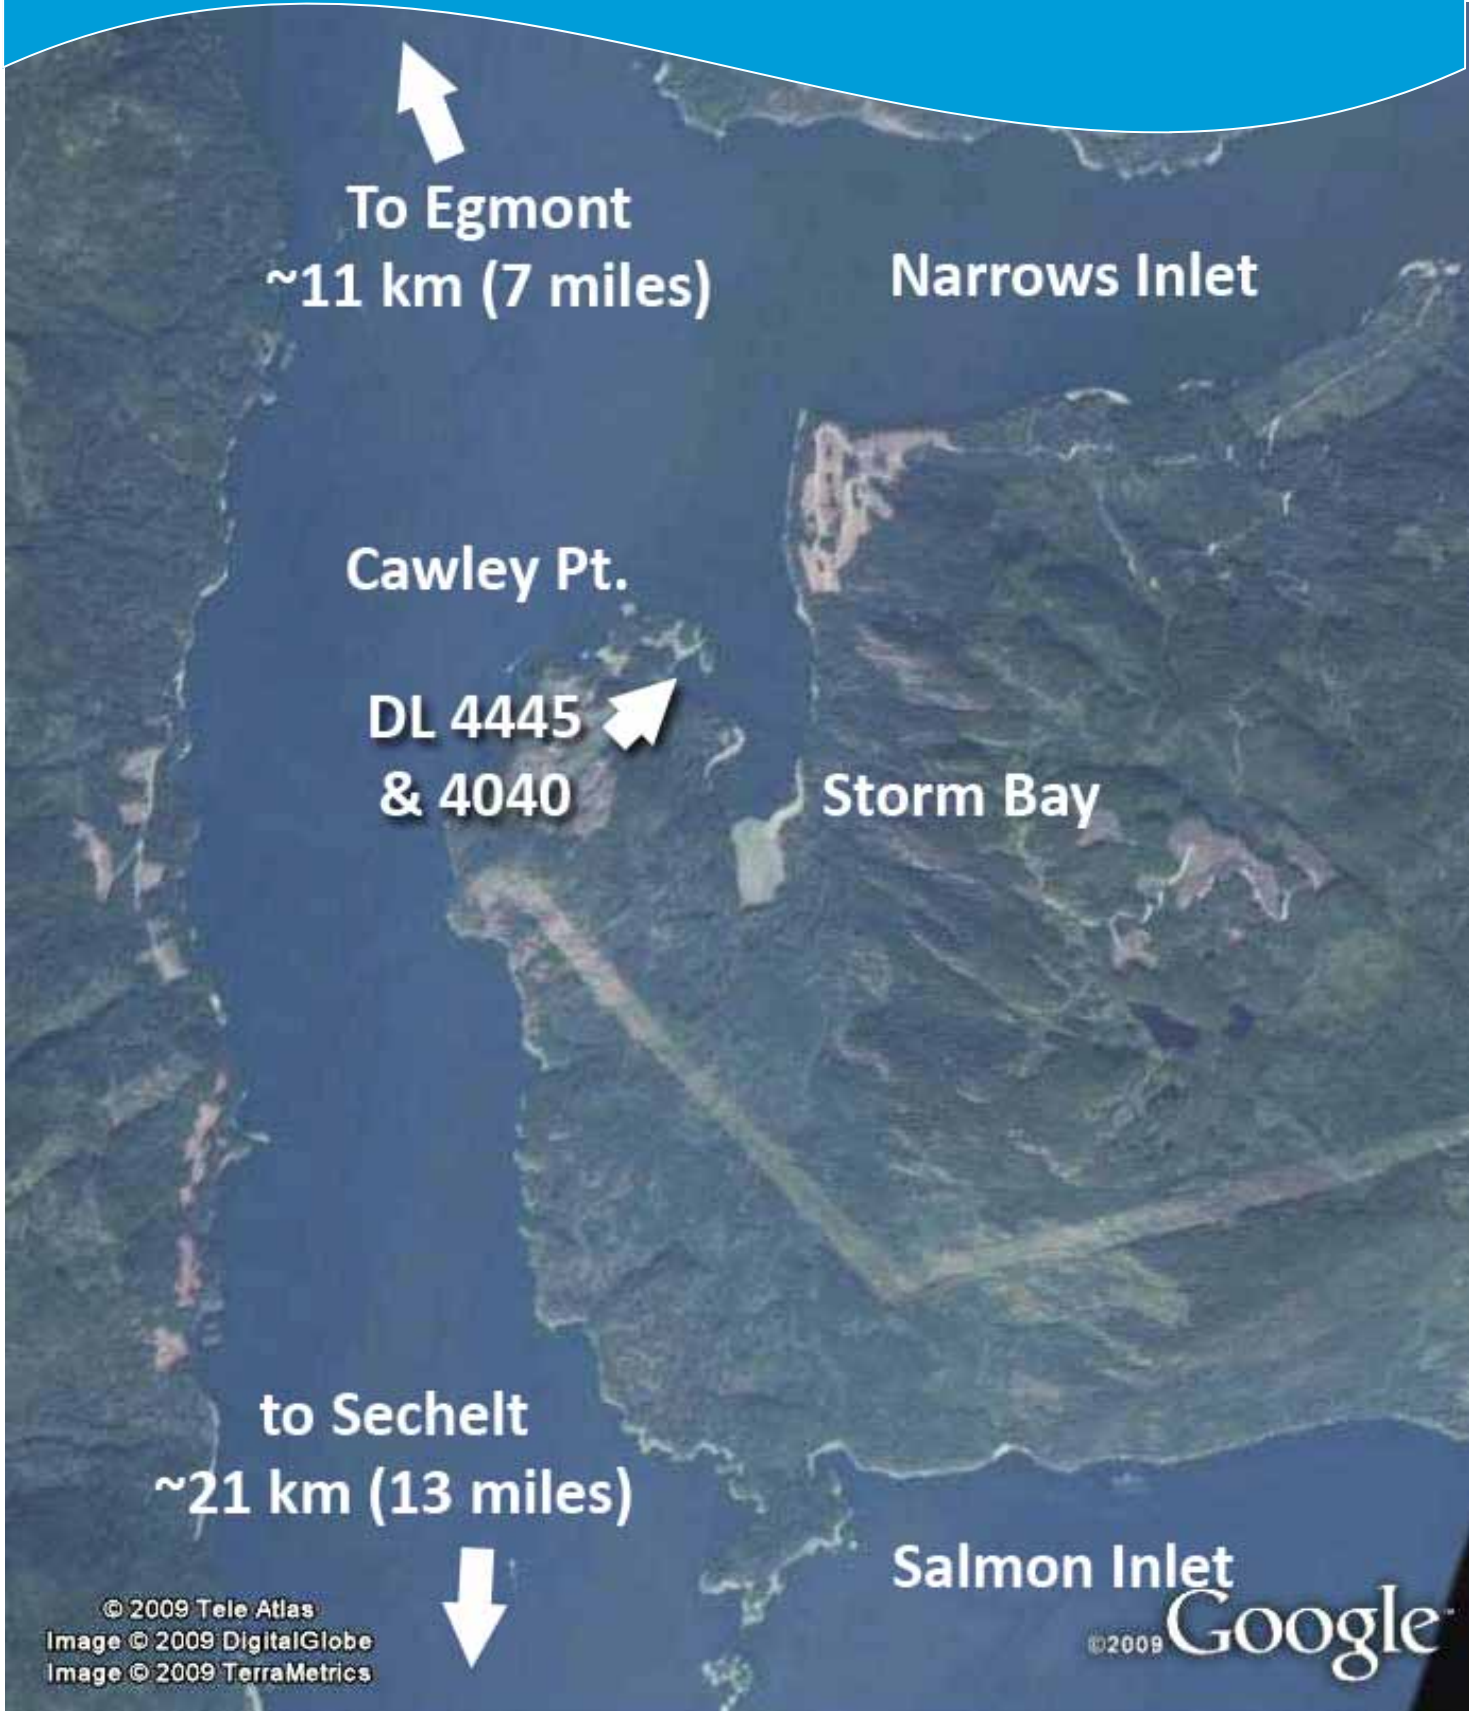 To Egmont
~11 km (7 miles)
Narrows Inlet
Cawley Pt.
DL 4445
& 4040
Storm Bay
to Sechelt
~21 km (13 miles)
Salmon Inlet
© 2009 Tele Atlas
Image © 2009 DigitalGlobe
Image © 2009 TerraMetrics
©2009 Google™